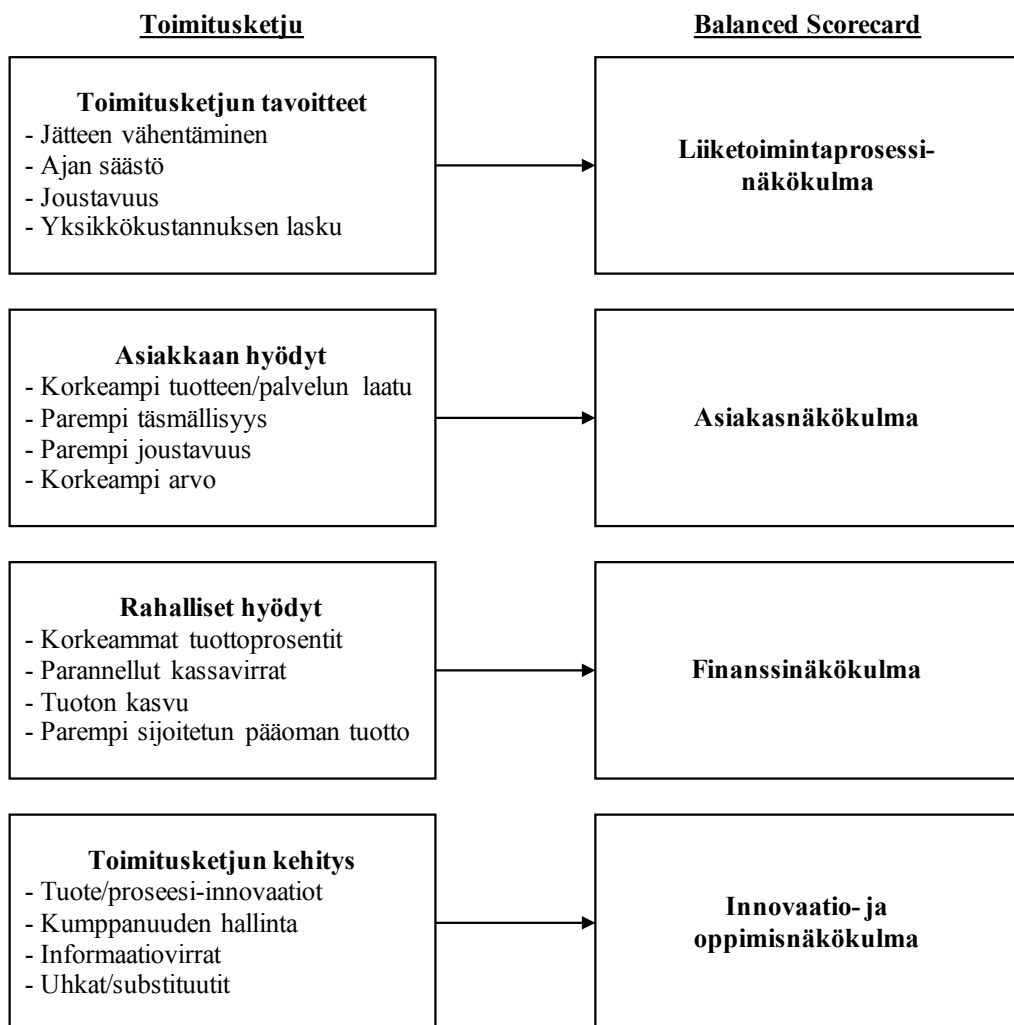 Toimitusketju
Balanced Scorecard
Toimitusketjun tavoitteet
- Jätteen vähentäminen
- Ajan säästö
- Joustavuus
- Yksikkökustannuksen lasku
Liiketoimintaprosessi-
näkökulma
Asiakkaan hyödyt
- Korkeampi tuotteen/palvelun laatu
- Parempi täsmällisyys
- Parempi joustavuus
- Korkeampi arvo
Asiakasnäkökulma
Rahalliset hyödyt
- Korkeammat tuottoprosentit
- Parannellut kassavirrat
- Tuoton kasvu
- Parempi sijoitetun pääoman tuotto
Finanssinäkökulma
Toimitusketjun kehitys
- Tuote/proseesi-innovaatiot
- Kumppanuuden hallinta
- Informaatiovirrat
- Uhkat/substituutit
Innovaatio- ja
oppimisnäkökulma